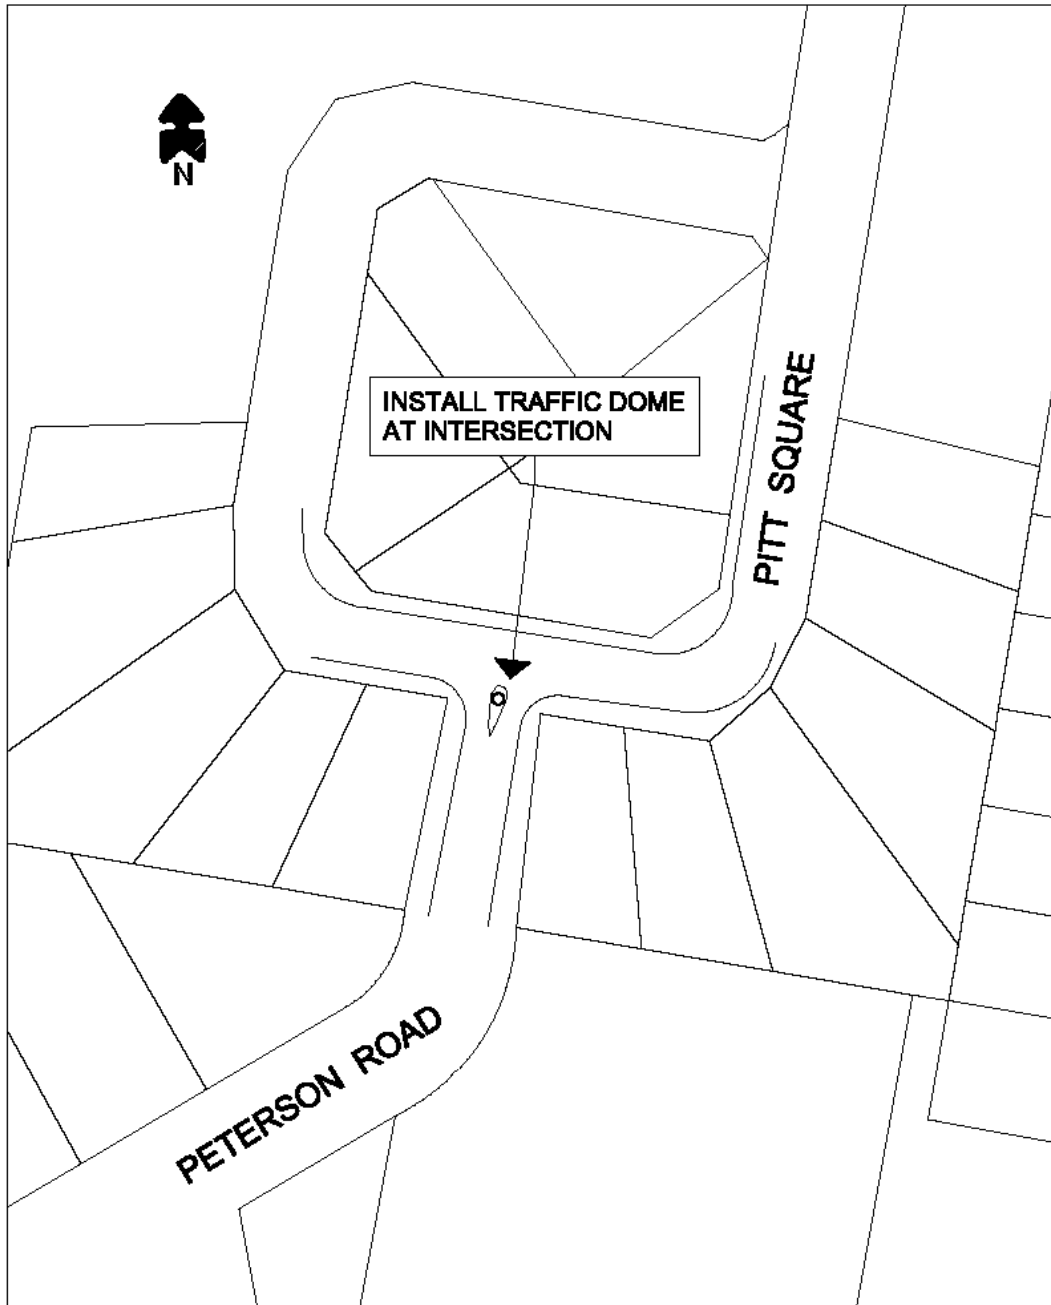 N
INSTALL TRAFFIC DOME
AT INTERSECTION
PITT SQUARE
PETERSON ROAD